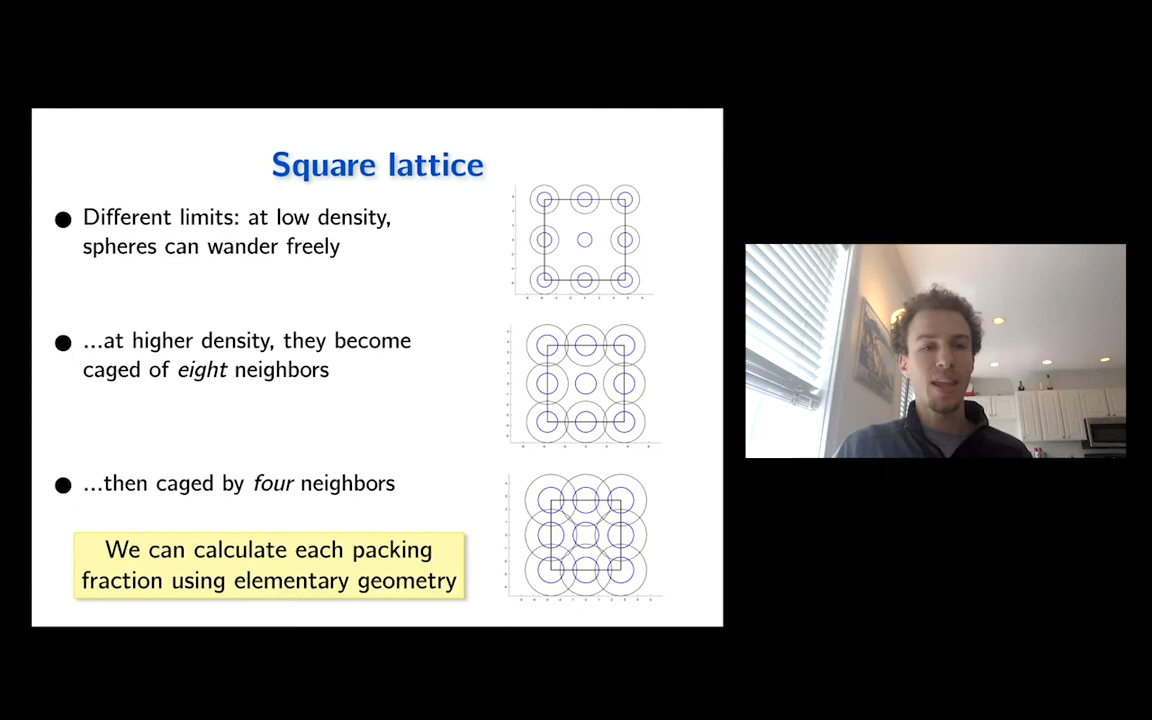 Square lattice
Different limits: at low density,
spheres can wander freely
...at higher density, they become
caged of eight neighbors
...then caged by four neighbors
We can calculate each packing
fraction using elementary geometry